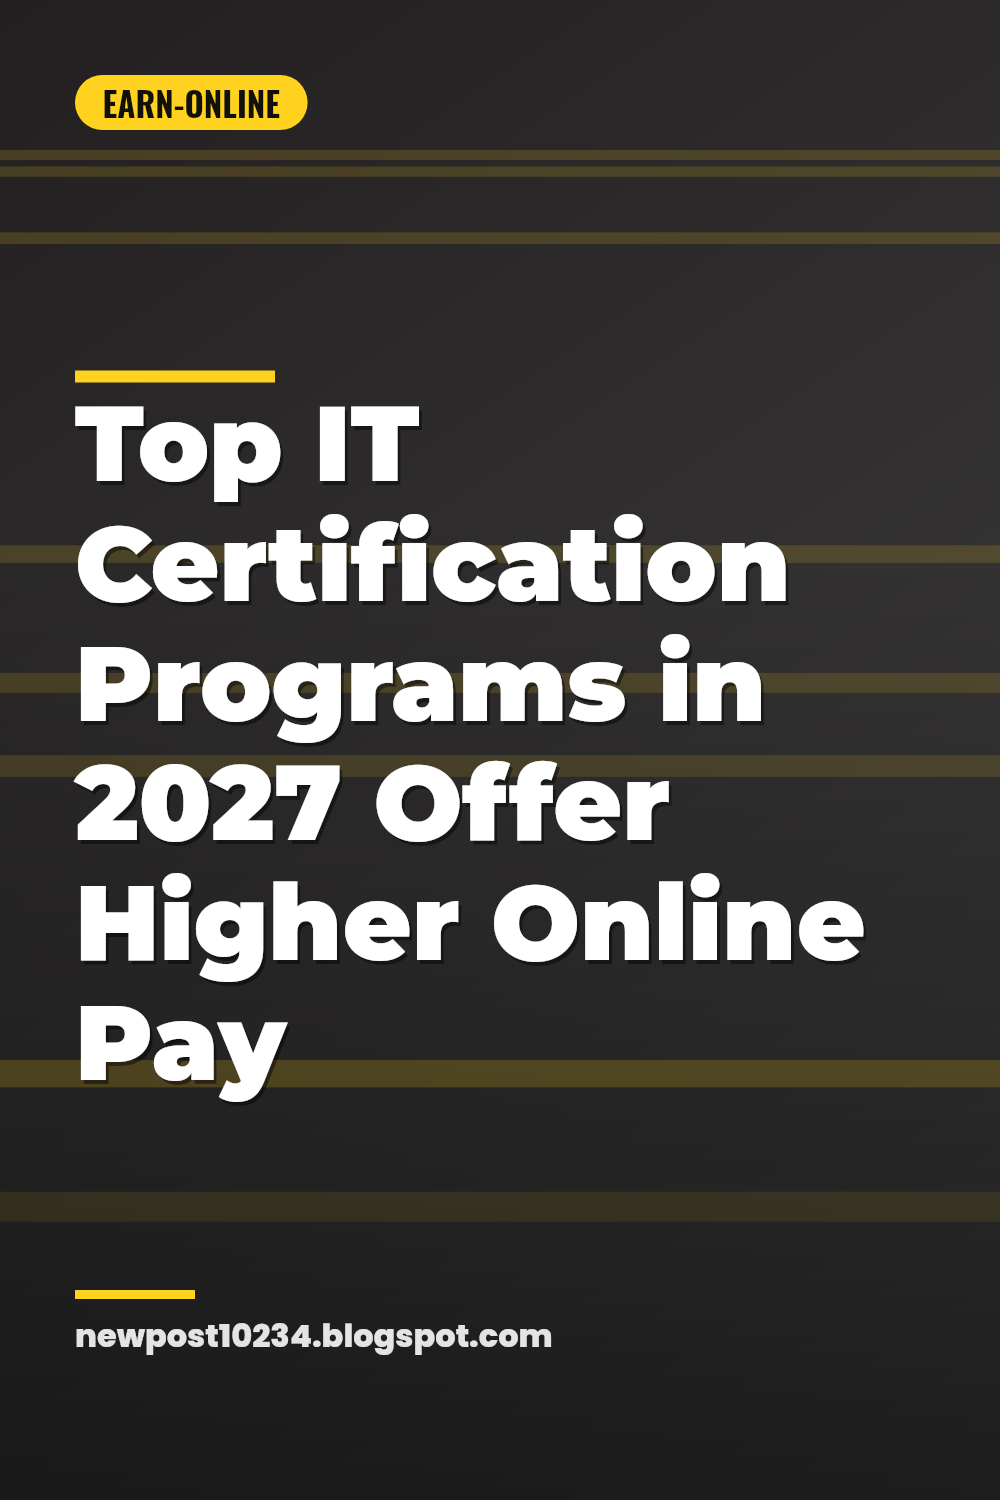 EARN-ONLINE
Top IT
Certification
Programs in
2027 Offer
Higher Online
Pay
newpost10234.blogspot.com